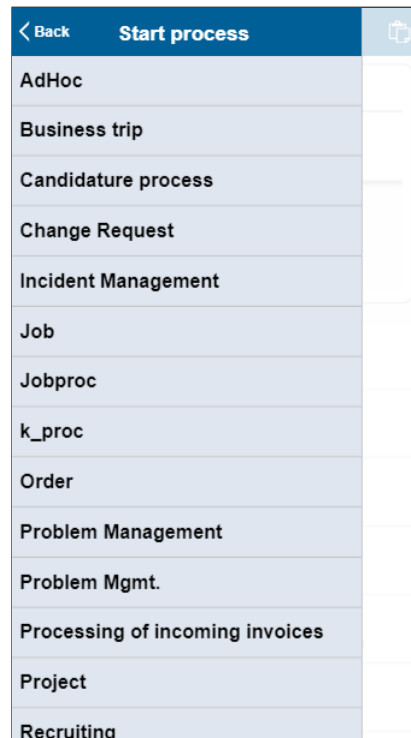 Back Start process
AdHoc
Business trip
Candidature process
Change Request
Incident Management
Job
Jobproc
k_proc
Order
Problem Management
Problem Mgmt.
Processing of incoming invoices
Project
Recruiting